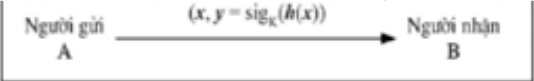 (x, y = sig_K(h(x))
Người gửi
A
Người nhận
B